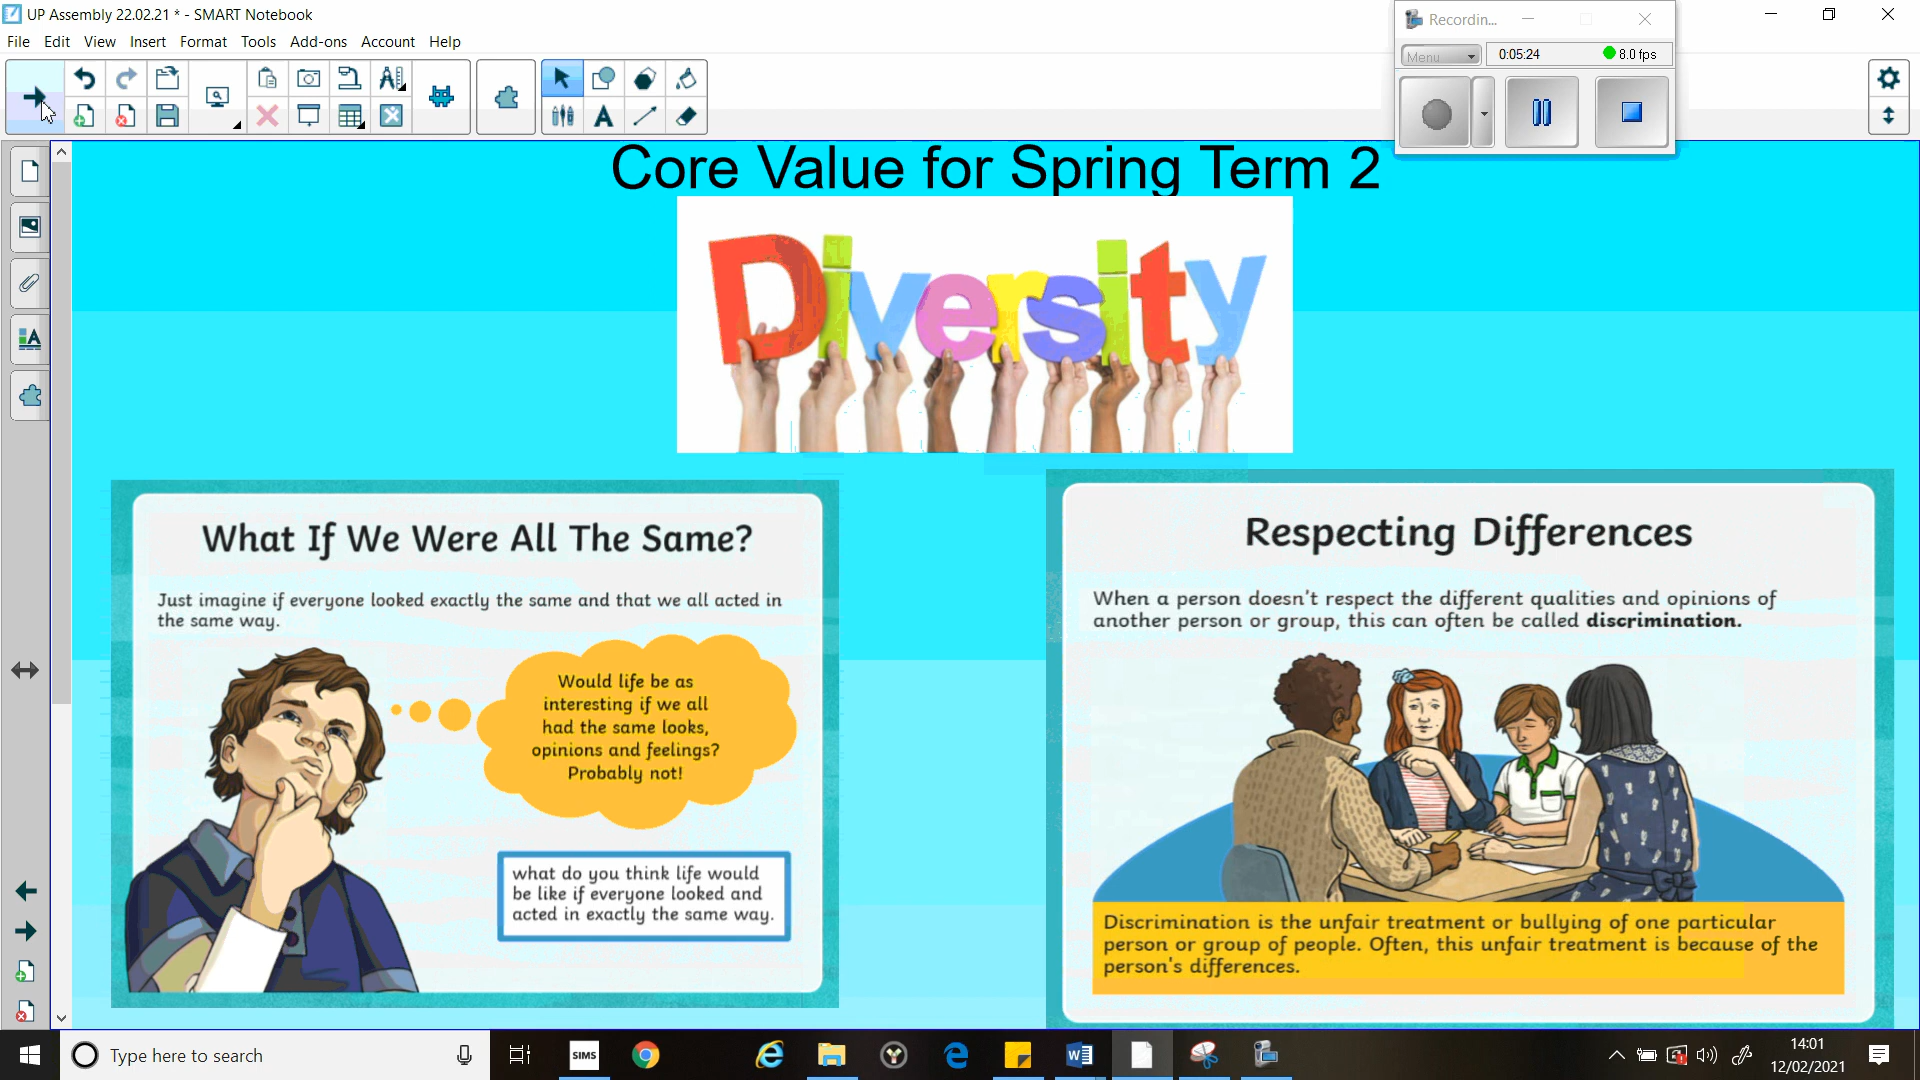 UP Assembly 22.02.21 * - SMART Notebook
File Edit View Insert Format Tools Add-ons Account Help
Recordin...
Menu
0:05:24
8.0 fps
Core Value for Spring Term 2
Diversity
What If We Were All The Same?
Just imagine if everyone looked exactly the same and that we all acted in
the same way.
Would life be as
interesting if we all
had the same looks,
opinions and feelings?
Probably not!
what do you think life would
be like if everyone looked and
acted in exactly the same way.
Respecting Differences
When a person doesn't respect the different qualities and opinions of
another person or group, this can often be called discrimination.
Discrimination is the unfair treatment or bullying of one particular
person or group of people. Often, this unfair treatment is because of the
person's differences.
Type here to search
SIMS
14:01
12/02/2021